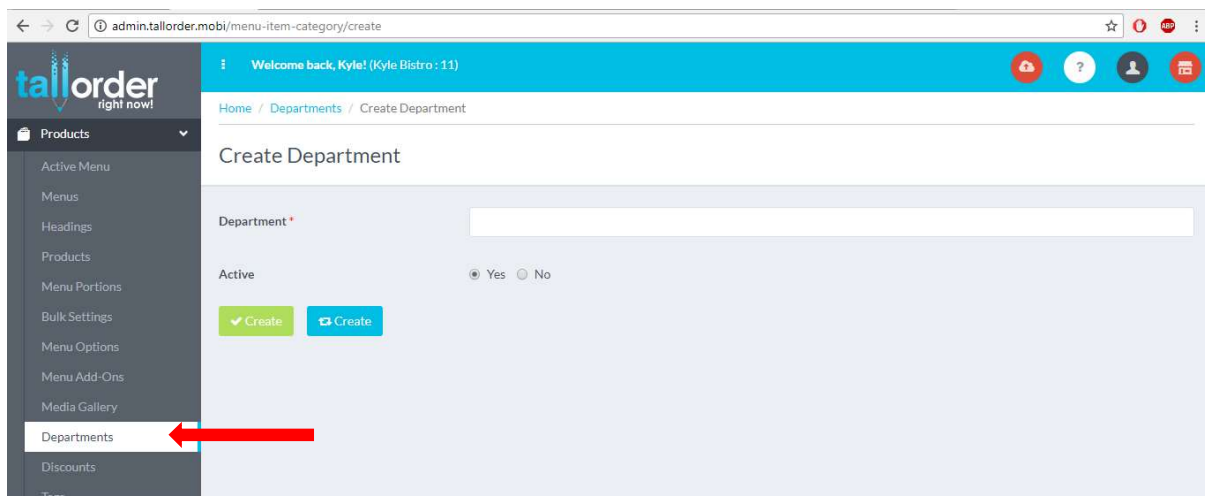 admin.tallorder.mobi/menu-item-category/create
ABP
tallorder
right now!
Welcome back, Kyle! (Kyle Bistro : 11)
?
Home / Departments / Create Department
Products
Create Department
Active Menu
Menus
Headings
Department *
Products
Active Yes No
Menu Portions
Bulk Settings
Create Create
Menu Options
Menu Add-Ons
Media Gallery
Departments
Discounts
Tags